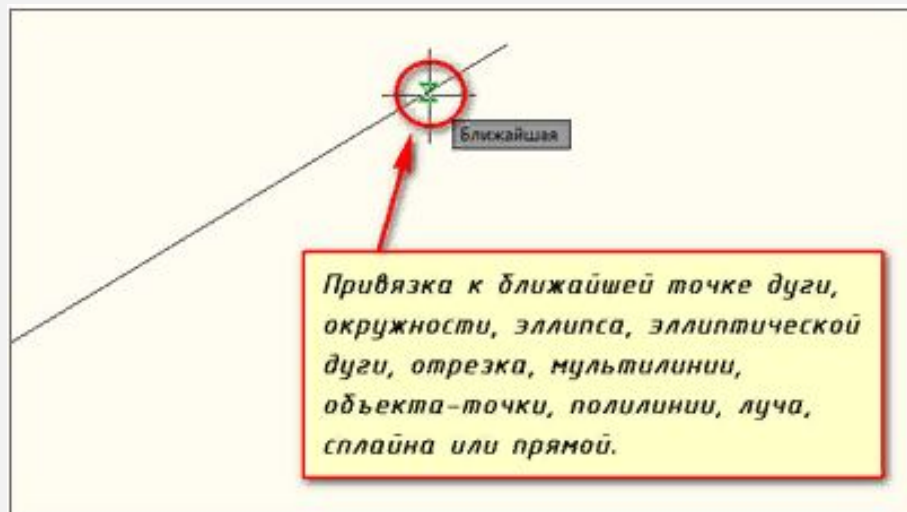 Ближайшая
Привязка к ближайшей точке дуги,
окружности, эллипса, эллиптической
дуги, отрезка, мультилинии,
объекта-точки, полилинии, луча,
сплайна или прямой.